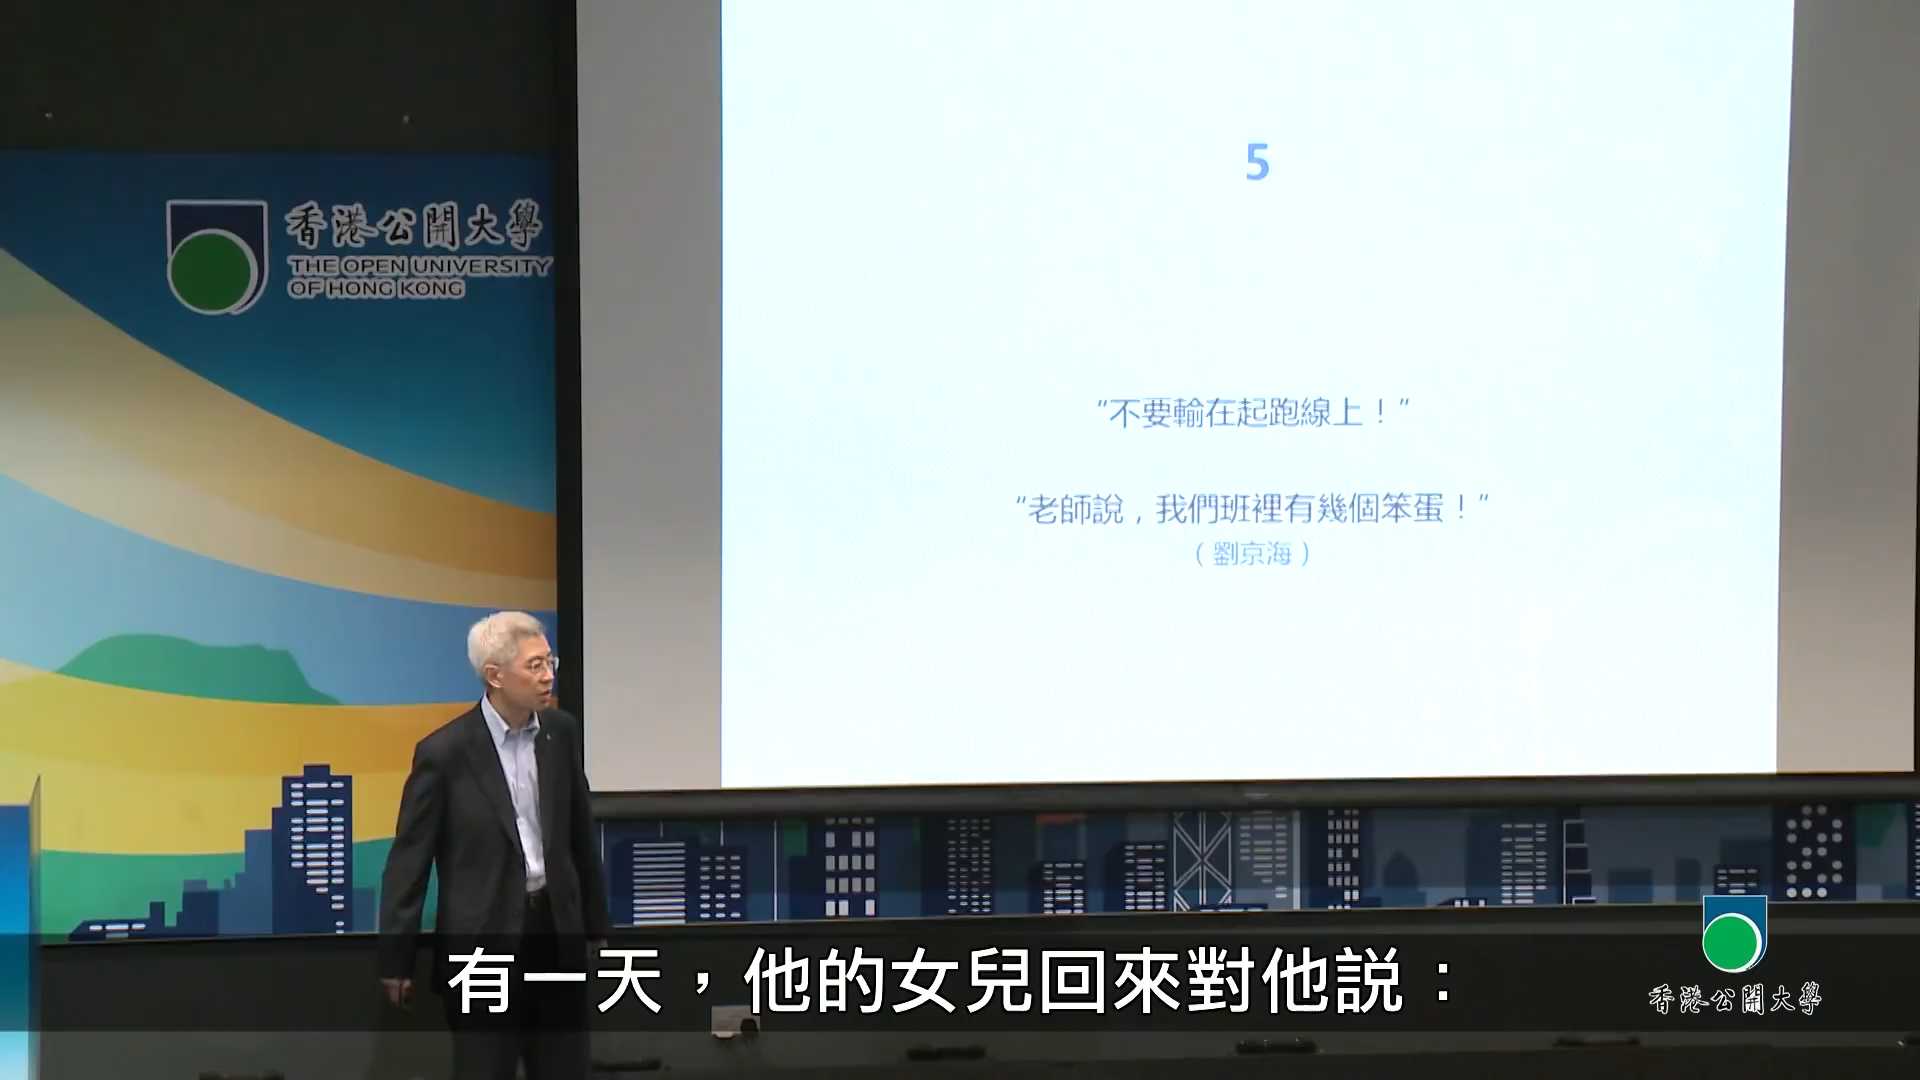 香港公開大學
THE OPEN UNIVERSITY
OF HONG KONG
5
“不要輸在起跑線上！”
“老師說，我們班裡有幾個笨蛋！”
（劉京海）
有一天，他的女兒回來對他説：
香港公開大學